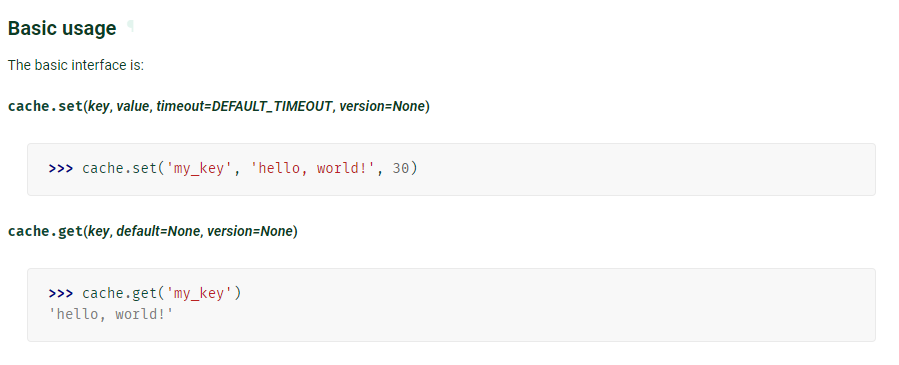 Basic usage ¶
The basic interface is:
cache.set(key, value, timeout=DEFAULT_TIMEOUT, version=None)
>>> cache.set('my_key', 'hello, world!', 30)
cache.get(key, default=None, version=None)
>>> cache.get('my_key')
'hello, world!'